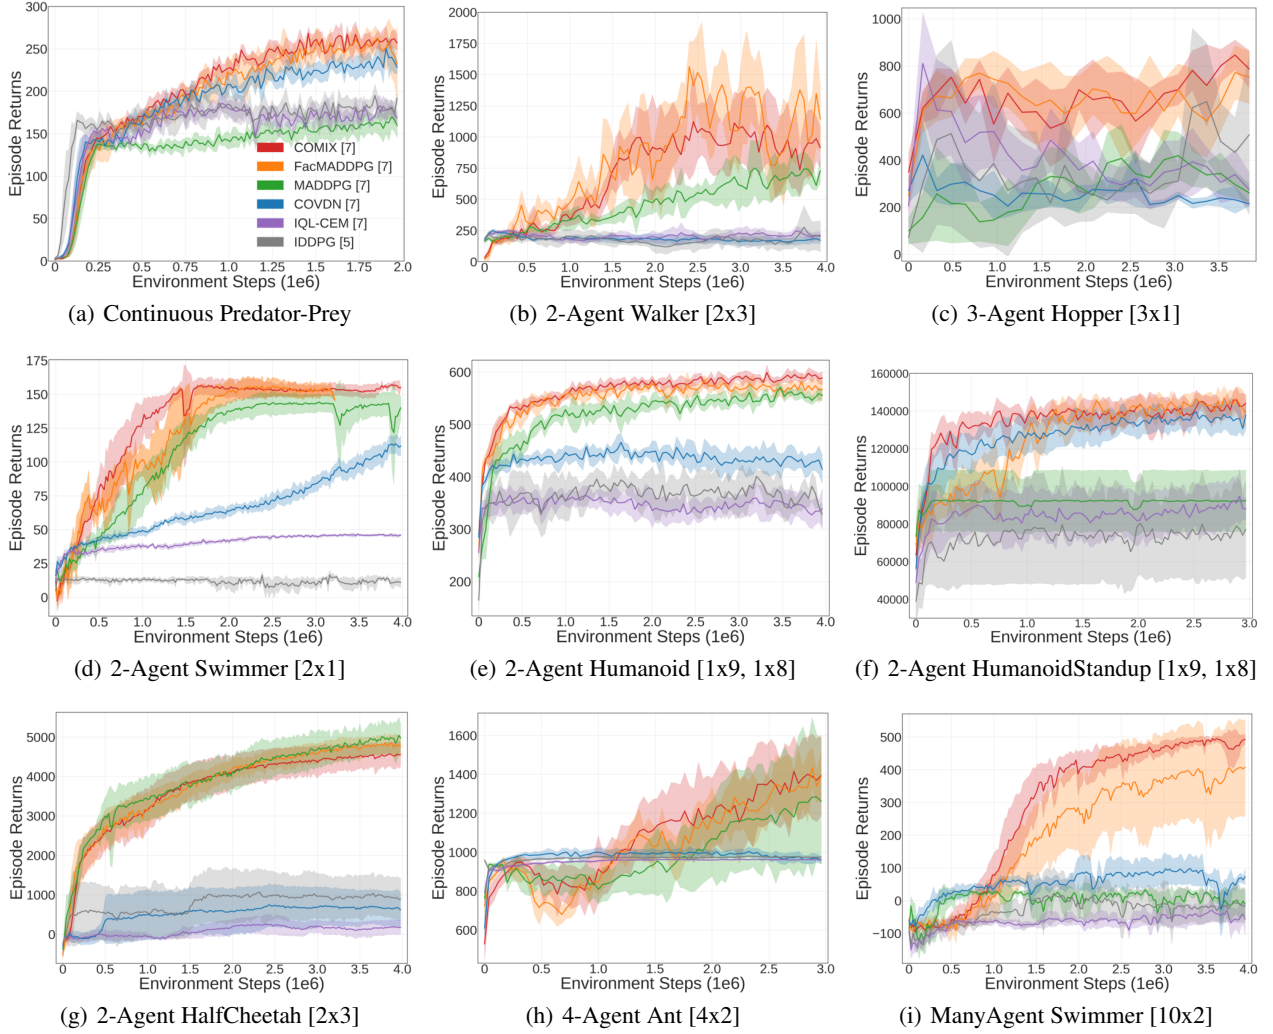 300
250
200
150
100
50
0
Episode Returns
COMIX [7]
FacMADDPG [7]
MADDPG [7]
COVDN [7]
IQL-CEM [7]
IDDPG [5]
0 0.25 0.5 0.75 1.0 1.25 1.5 1.75 2.0
Environment Steps (1e6)
(a) Continuous Predator-Prey
2000
1750
1500
1250
1000
750
500
250
0
Episode Returns
0 0.5 1.0 1.5 2.0 2.5 3.0 3.5 4.0
Environment Steps (1e6)
(b) 2-Agent Walker [2x3]
1000
800
600
400
200
0
Episode Returns
0 0.5 1.0 1.5 2.0 2.5 3.0 3.5
Environment Steps (1e6)
(c) 3-Agent Hopper [3x1]
175
150
125
100
75
50
25
0
Episode Returns
0 0.5 1.0 1.5 2.0 2.5 3.0 3.5 4.0
Environment Steps (1e6)
(d) 2-Agent Swimmer [2x1]
600
500
400
300
200
Episode Returns
0 0.5 1.0 1.5 2.0 2.5 3.0 3.5 4.0
Environment Steps (1e6)
(e) 2-Agent Humanoid [1x9, 1x8]
160000
140000
120000
100000
80000
60000
40000
Episode Returns
0 0.5 1.0 1.5 2.0 2.5 3.0
Environment Steps (1e6)
(f) 2-Agent HumanoidStandup [1x9, 1x8]
5000
4000
3000
2000
1000
0
Episode Returns
0 0.5 1.0 1.5 2.0 2.5 3.0 3.5 4.0
Environment Steps (1e6)
(g) 2-Agent HalfCheetah [2x3]
1600
1400
1200
1000
800
600
Episode Returns
0 0.5 1.0 1.5 2.0 2.5 3.0
Environment Steps (1e6)
(h) 4-Agent Ant [4x2]
500
400
300
200
100
0
−100
Episode Returns
0 0.5 1.0 1.5 2.0 2.5 3.0 3.5 4.0
Environment Steps (1e6)
(i) ManyAgent Swimmer [10x2]